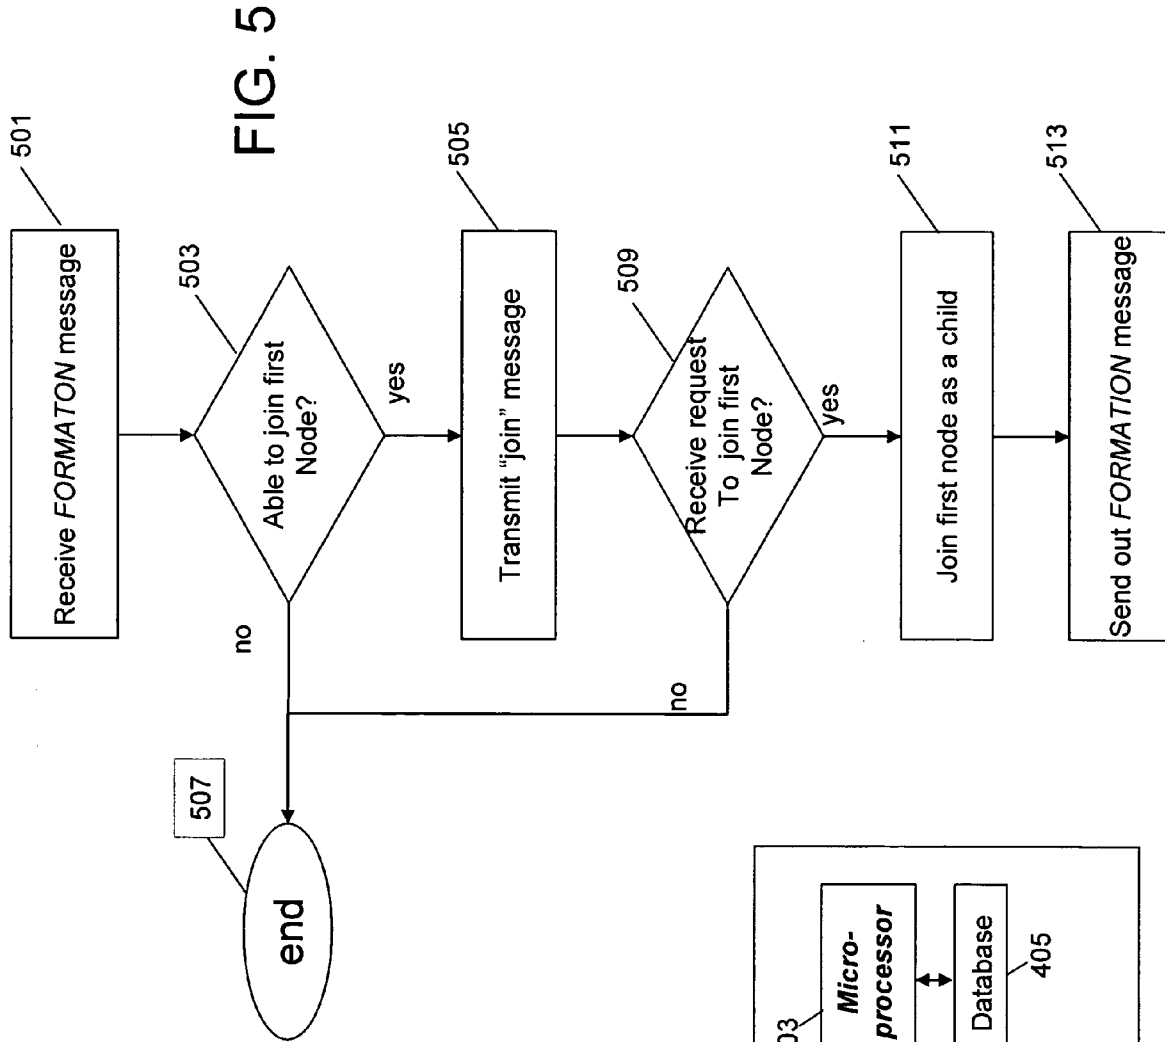 FIG. 5
501
Receive FORMATON message
503
Able to join first
Node?
no
yes
505
Transmit “join” message
507
end
509
Receive request
To join first
Node?
no
yes
511
Join first node as a child
513
Send out FORMATION message
03
Micro-
processor
Database
405